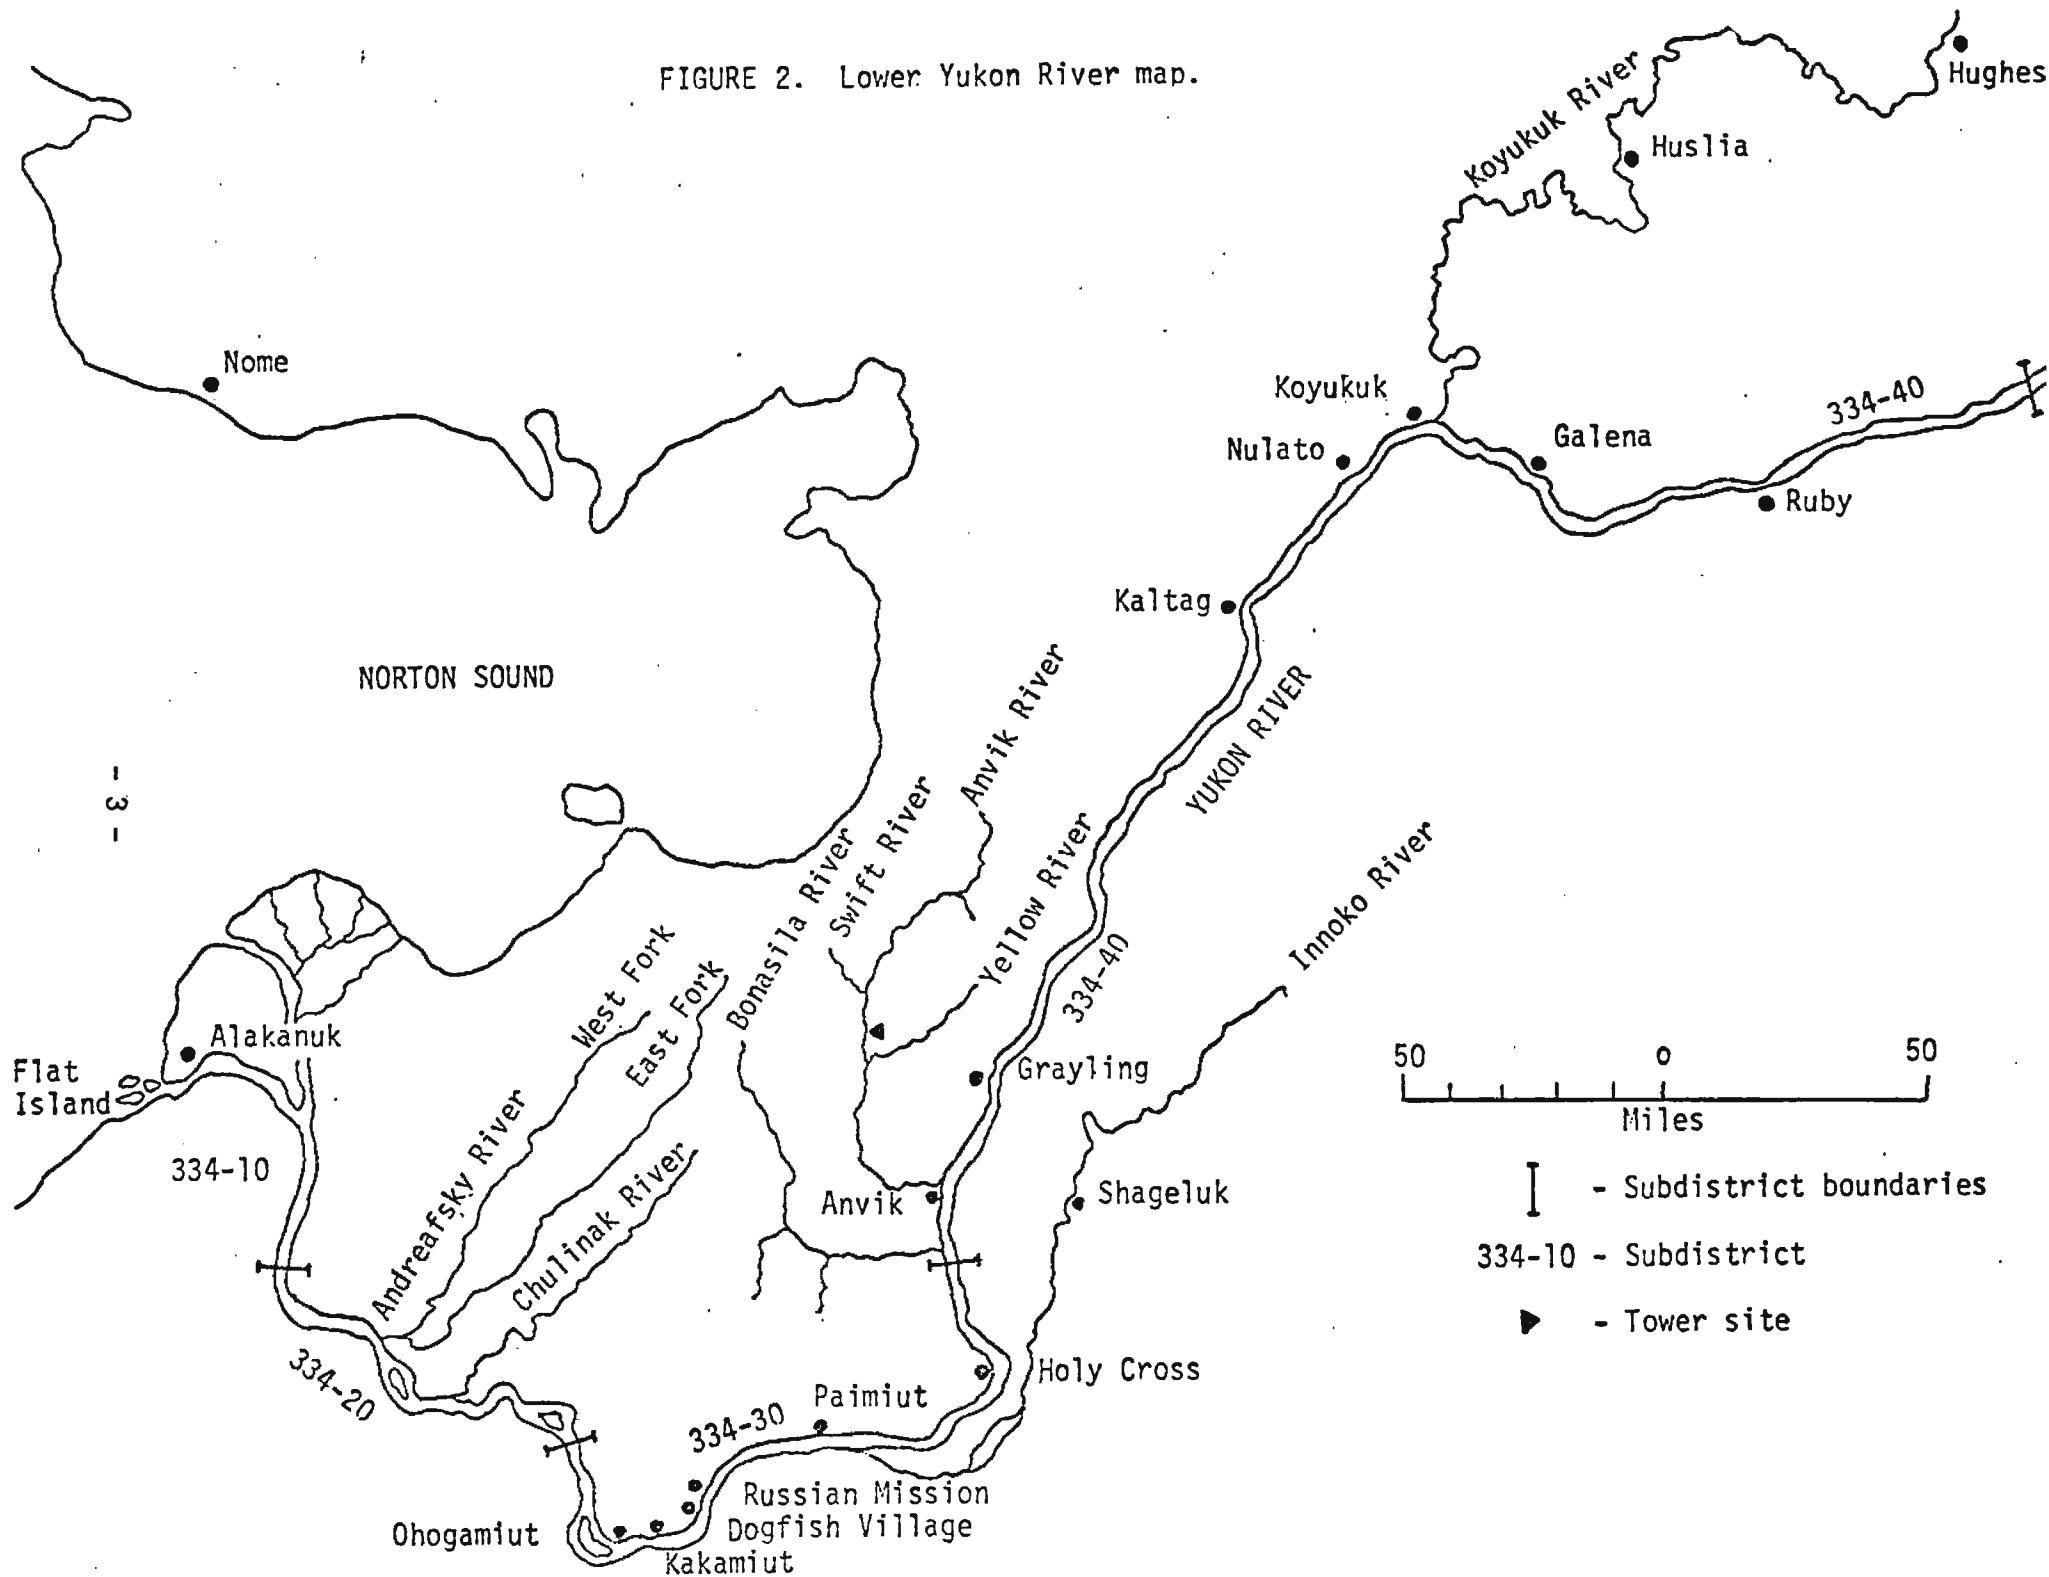 FIGURE 2. Lower Yukon River map.
Hughes
Koyukuk River
Huslia
Nome
Koyukuk
334-40
Nulato
Galena
Ruby
Kaltag
NORTON SOUND
Anvik River
YUKON RIVER
- 3 -
Swift River
Bonasila River
Yellow River
Innoko River
West Fork
East Fork
334-40
Alakanuk
Flat
Island
Grayling
50 0 50
Miles
Andreafsky River
334-10
Chulinak River
Anvik
Shageluk
- Subdistrict boundaries
334-10 - Subdistrict
- Tower site
334-20
Holy Cross
Paimiut
334-30
Russian Mission
Dogfish Village
Ohogamiut
Kakamiut